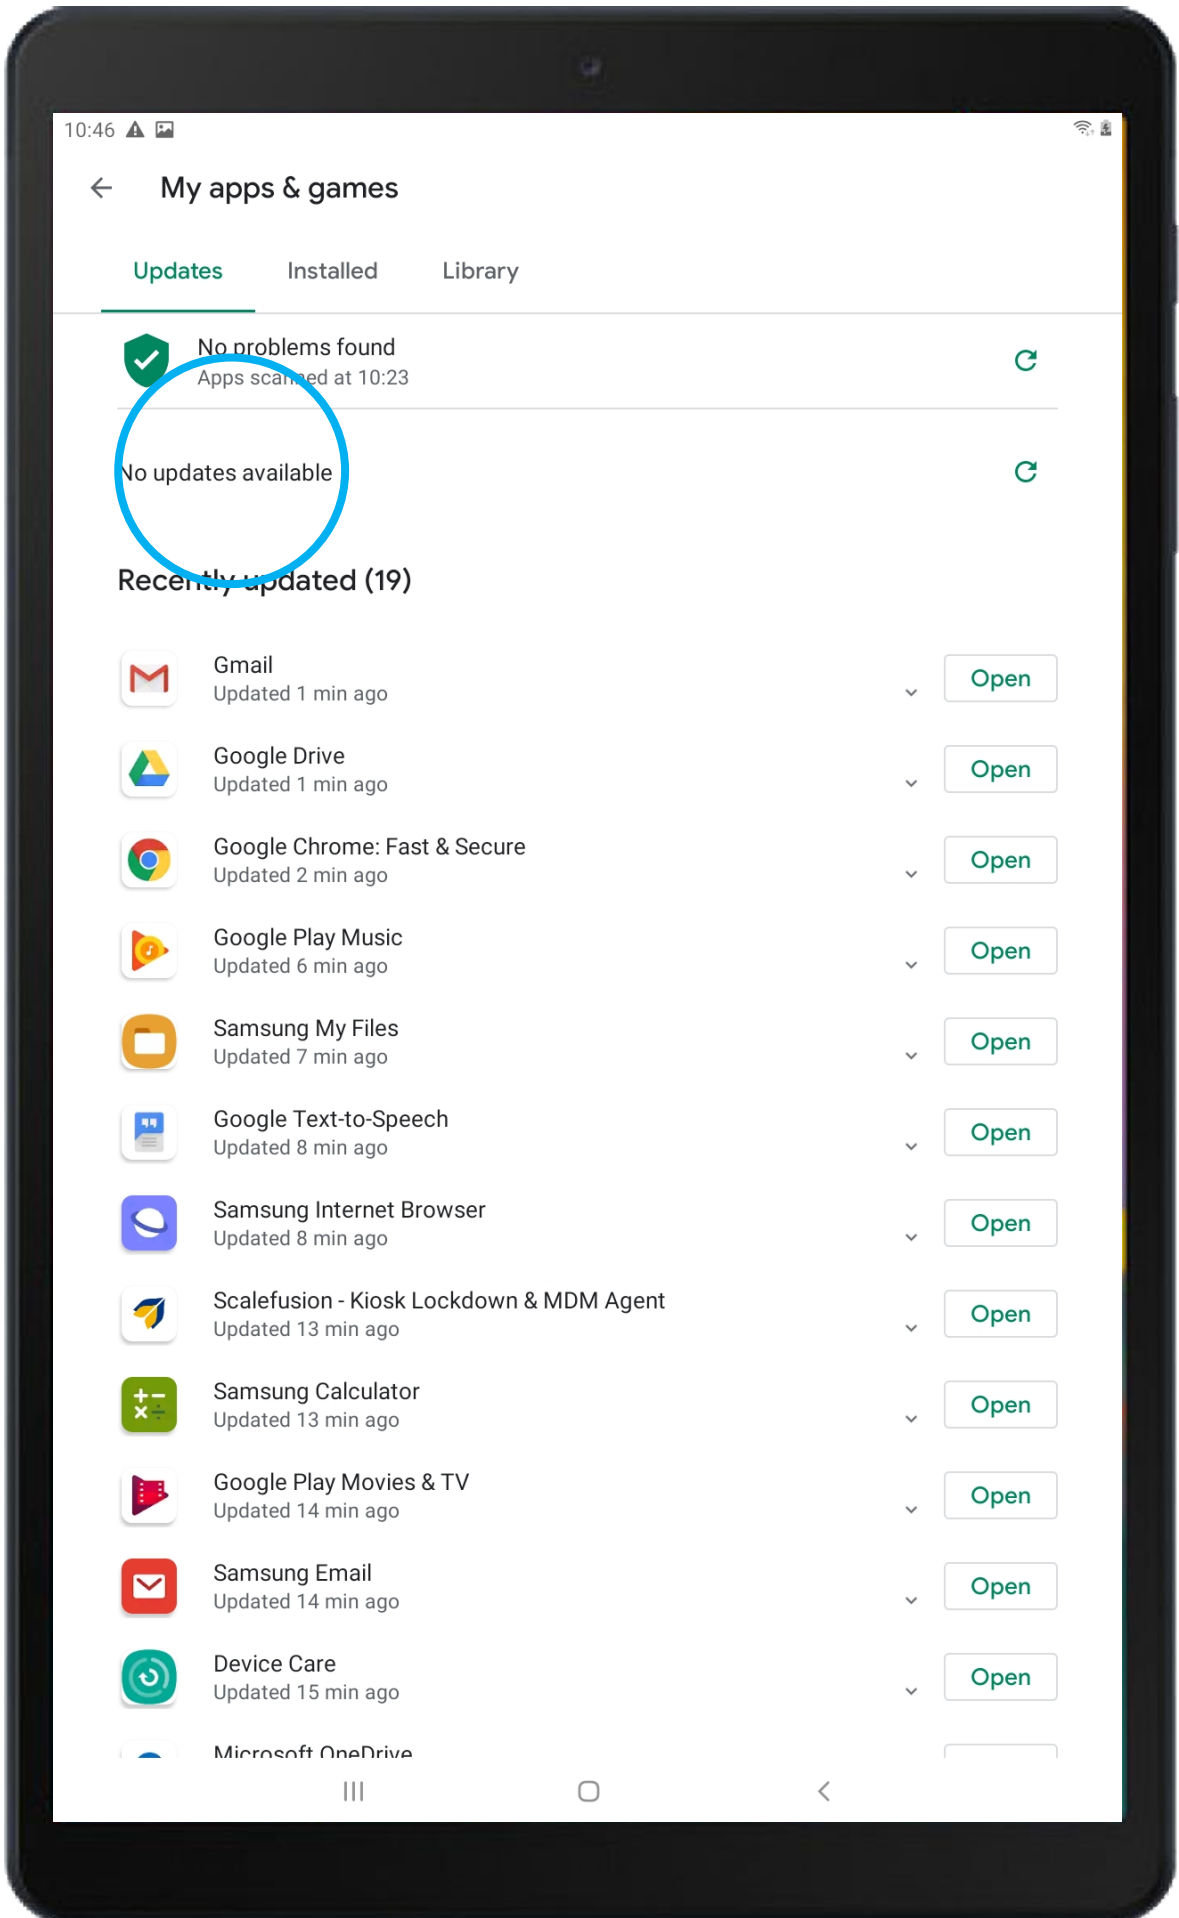 10:46
My apps & games
Updates Installed Library
No problems found
Apps scanned at 10:23
No updates available
Recently updated (19)
Gmail
Updated 1 min ago
Open
Google Drive
Updated 1 min ago
Open
Google Chrome: Fast & Secure
Updated 2 min ago
Open
Google Play Music
Updated 6 min ago
Open
Samsung My Files
Updated 7 min ago
Open
Google Text-to-Speech
Updated 8 min ago
Open
Samsung Internet Browser
Updated 8 min ago
Open
Scalefusion - Kiosk Lockdown & MDM Agent
Updated 13 min ago
Open
Samsung Calculator
Updated 13 min ago
Open
Google Play Movies & TV
Updated 14 min ago
Open
Samsung Email
Updated 14 min ago
Open
Device Care
Updated 15 min ago
Open
Microsoft OneDrive